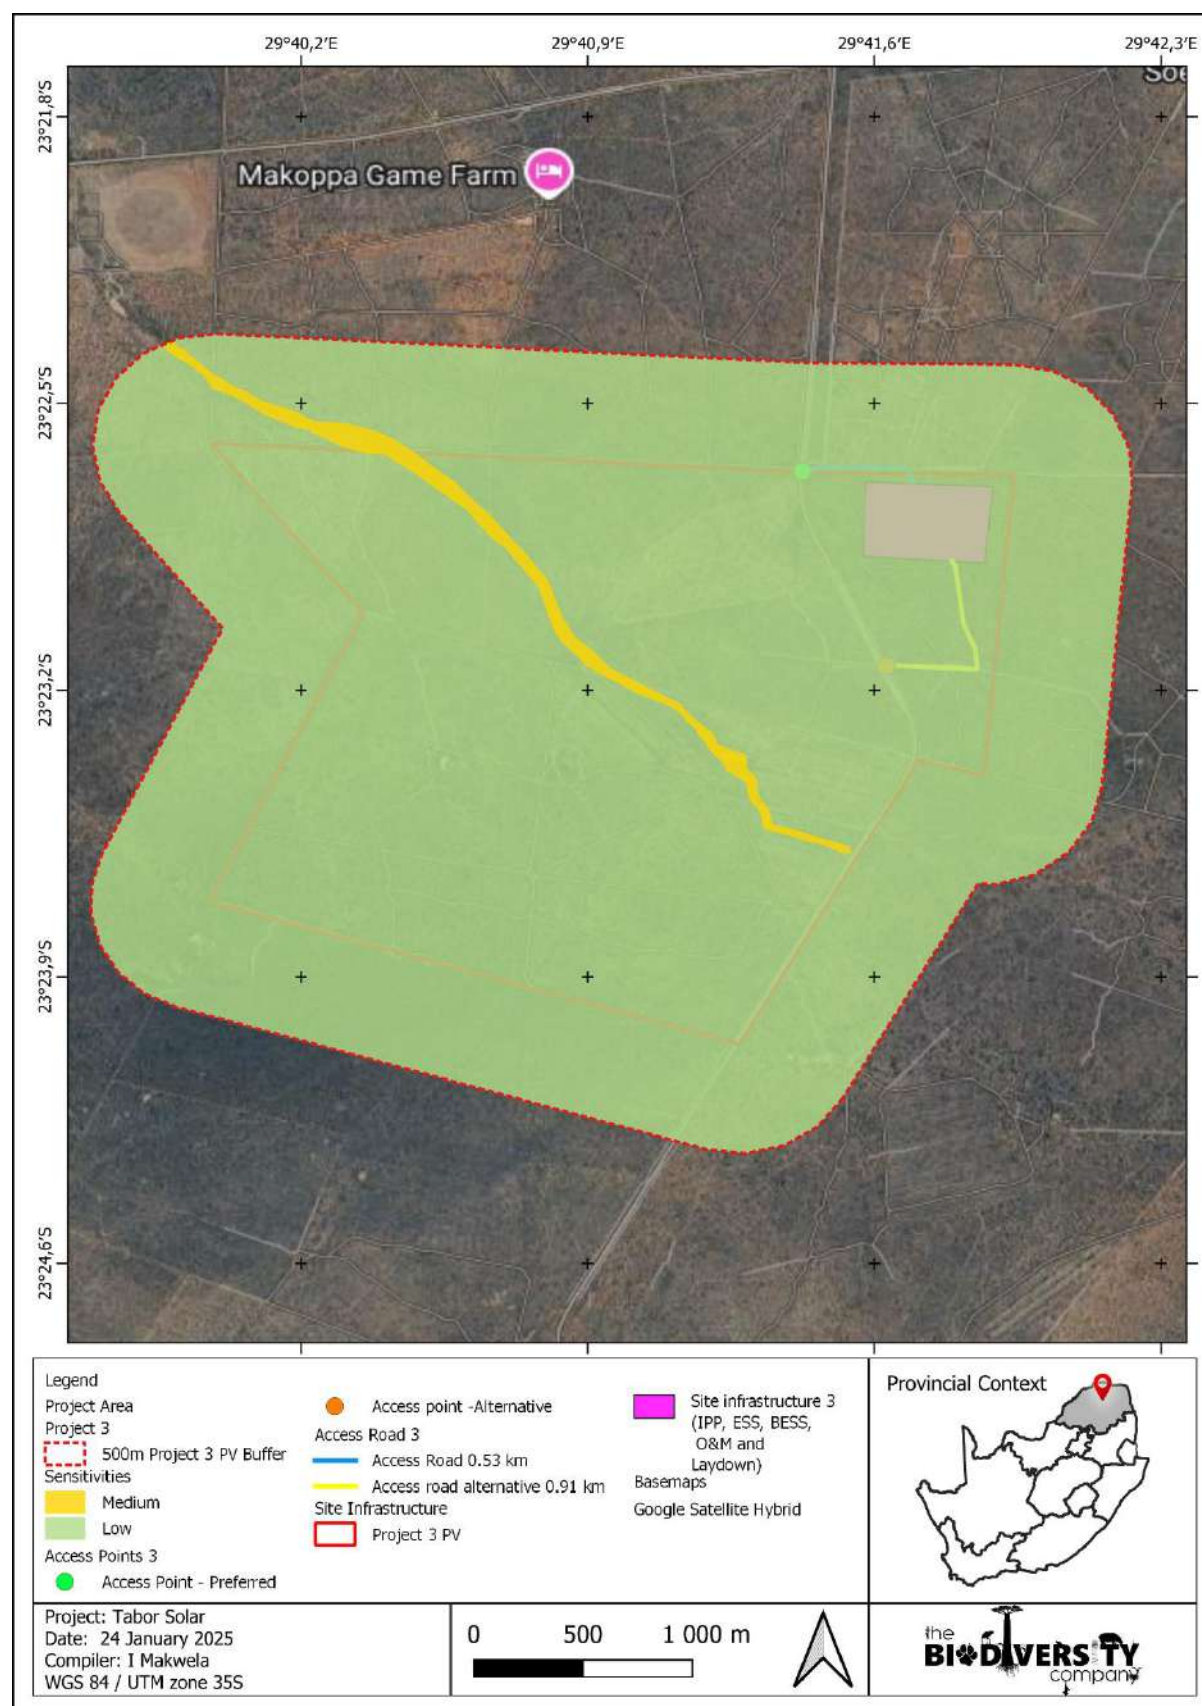 29°40,2′E 29°40,9′E 29°41,6′E 29°42,3′E
Soe
23°21,8′S
Makoppa Game Farm
23°22,5′S
23°23,2′S
23°23,9′S
23°24,6′S
Legend
Project Area
Project 3
500m Project 3 PV Buffer
Sensitivities
Medium
Low
Access Points 3
Access Point - Preferred
Access point -Alternative
Access Road 3
Access Road 0.53 km
Access road alternative 0.91 km
Site Infrastructure
Project 3 PV
Site infrastructure 3
(IPP, ESS, BESS,
O&M and
Laydown)
Basemaps
Google Satellite Hybrid
Provincial Context
Project: Tabor Solar
Date: 24 January 2025
Compiler: I Makwela
WGS 84 / UTM zone 35S
0 500 1 000 m
the
BIODIVERSITY
company